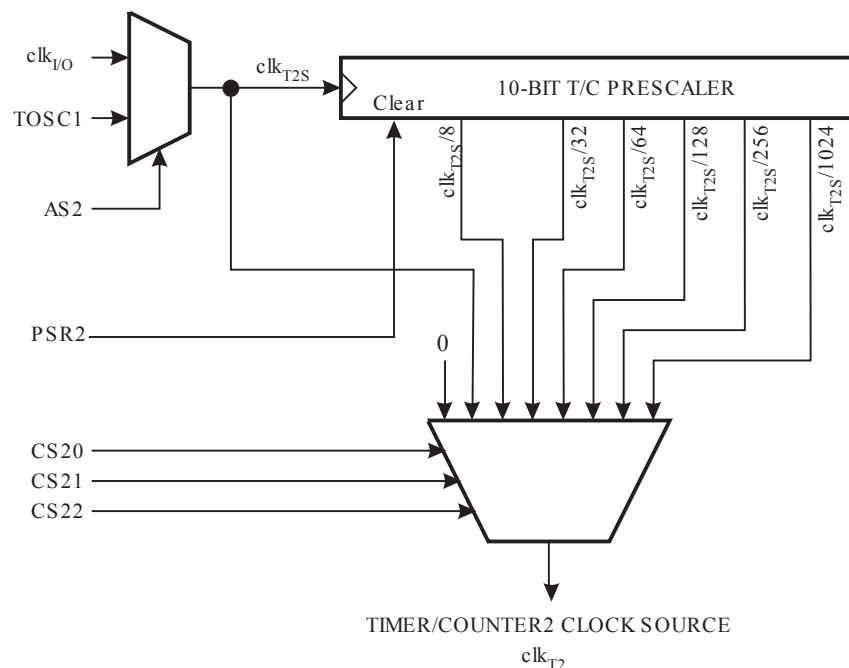 clkI/O
TOSC1
AS2
clkT2S
10-BIT T/C PRESCALER
Clear
clkT2S/8
clkT2S/32
clkT2S/64
clkT2S/128
clkT2S/256
clkT2S/1024
PSR2
0
CS20
CS21
CS22
TIMER/COUNTER2 CLOCK SOURCE
clkT2